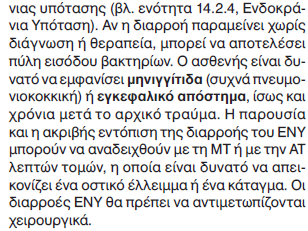 νιας υπότασης (βλ. ενότητα 14.2.4, Ενδοκρά-
νια Υπόταση). Αν η διαρροή παραμείνει χωρίς
διάγνωση ή θεραπεία, μπορεί να αποτελέσει
πύλη εισόδου βακτηρίων. Ο ασθενής είναι δυ-
νατό να εμφανίσει μηνιγγίτιδα (συχνά πνευμο-
νιοκοκκική) ή εγκεφαλικό απόστημα, ίσως και
χρόνια μετά το αρχικό τραύμα. Η παρουσία
και η ακριβής εντόπιση της διαρροής του ΕΝΥ
μπορούν να αναδειχθούν με τη ΜΤ ή με την ΑΤ
λεπτών τομών, η οποία είναι δυνατό να απει-
κονίζει ένα οστικό έλλειμμα ή ένα κάταγμα. Οι
διαρροές ΕΝΥ θα πρέπει να αντιμετωπίζονται
χειρουργικά.